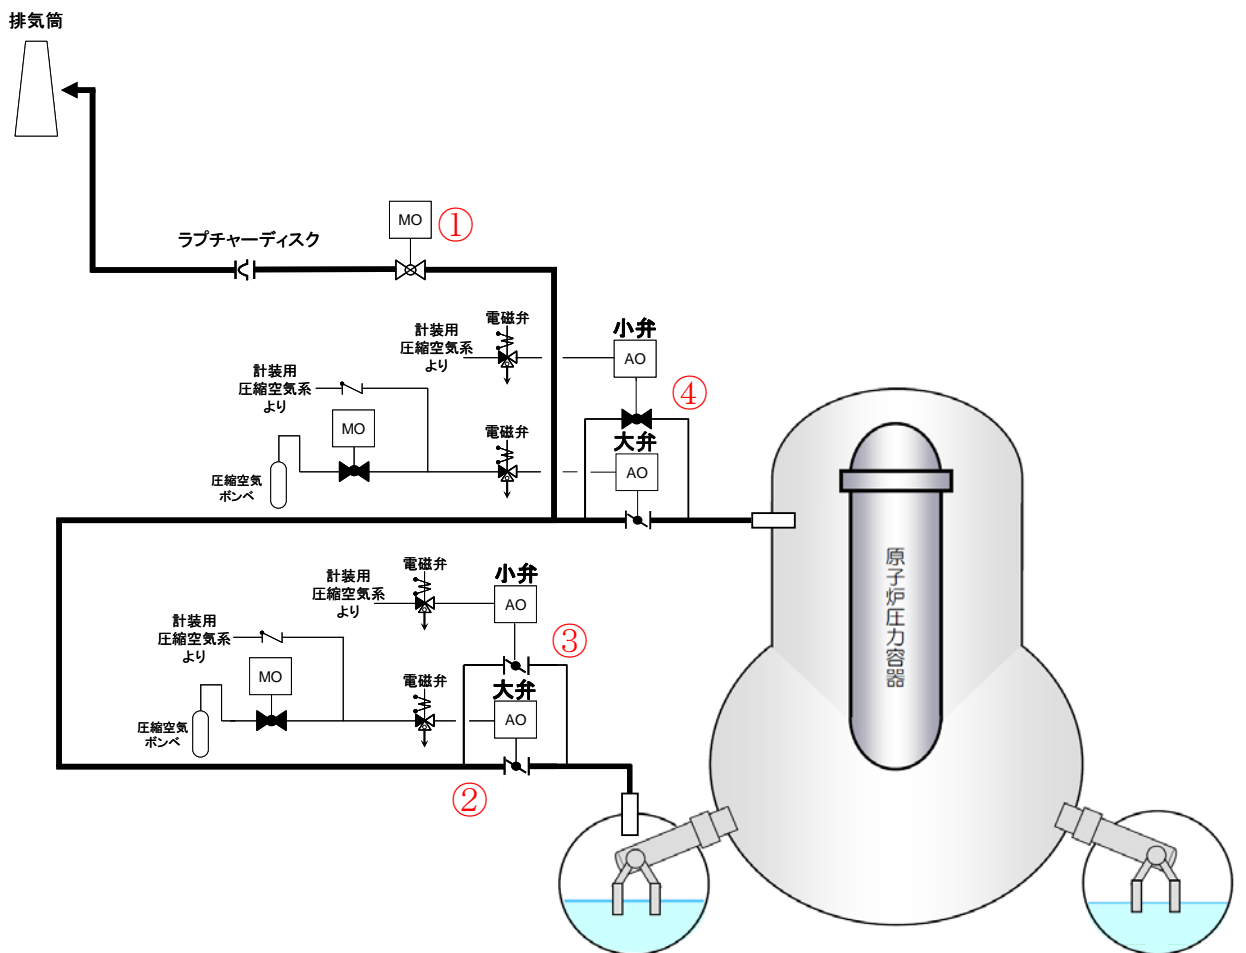 排気筒
MO
①
ラプチャーディスク
電磁弁
小弁
計装用
圧縮空気系
より
AO
計装用
圧縮空気系
より
④
MO
電磁弁
大弁
AO
圧縮空気
ボンベ
電磁弁
小弁
計装用
圧縮空気系
より
AO
計装用
圧縮空気系
より
③
MO
電磁弁
大弁
AO
圧縮空気
ボンベ
②
原子炉圧力容器